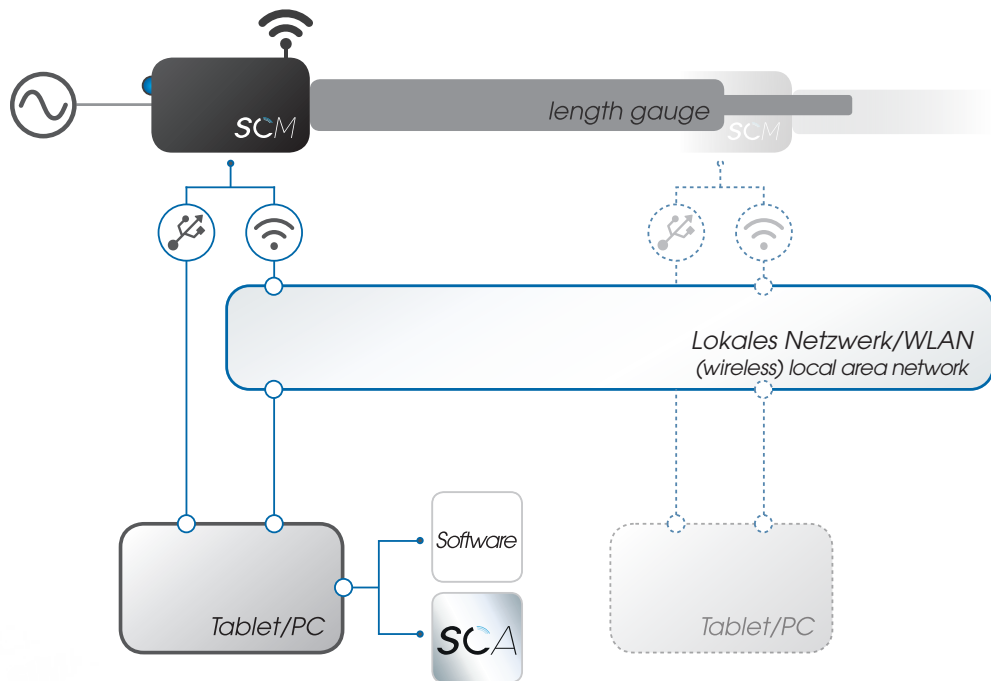 SCM
length gauge
SCM
Lokales Netzwerk/WLAN
(wireless) local area network
Software
Tablet/PC
SCA
Tablet/PC